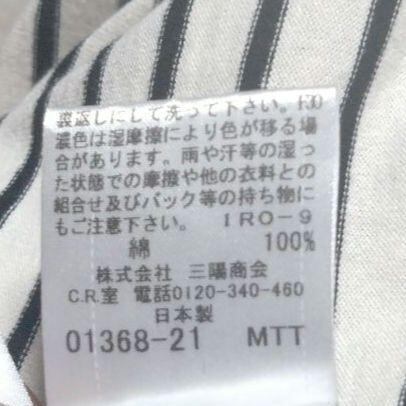 裏返しにして洗って下さい。F30
濃色は湿摩擦により色が移る場
合があります。雨や汗等の湿っ
た状態での摩擦や他の衣料との
組合せ及びバック等の持ち物に
もご注意下さい。 IRO-9
綿 100%
株式会社 三陽商会
C.R.室 電話0120-340-460
日本製
01368-21 MTT